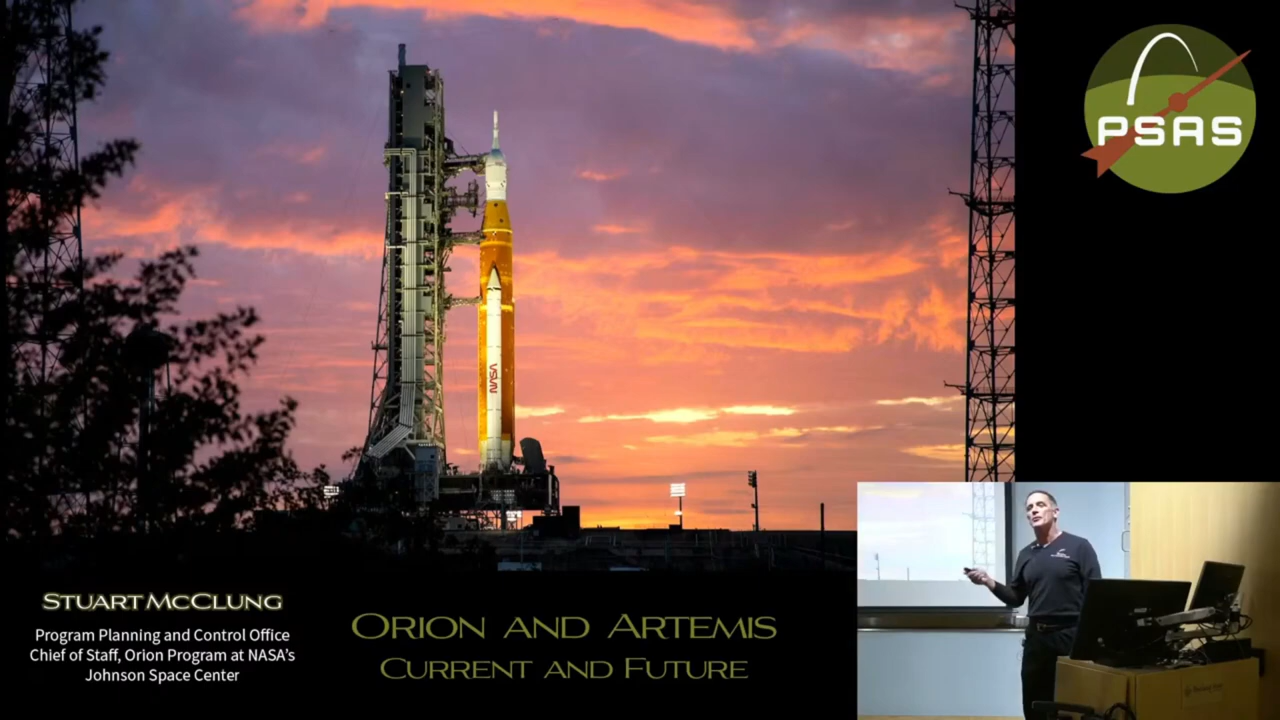 PSAS
NASA
STUART MCCLUNG
Program Planning and Control Office
Chief of Staff, Orion Program at NASA's
Johnson Space Center
ORION AND ARTEMIS
CURRENT AND FUTURE